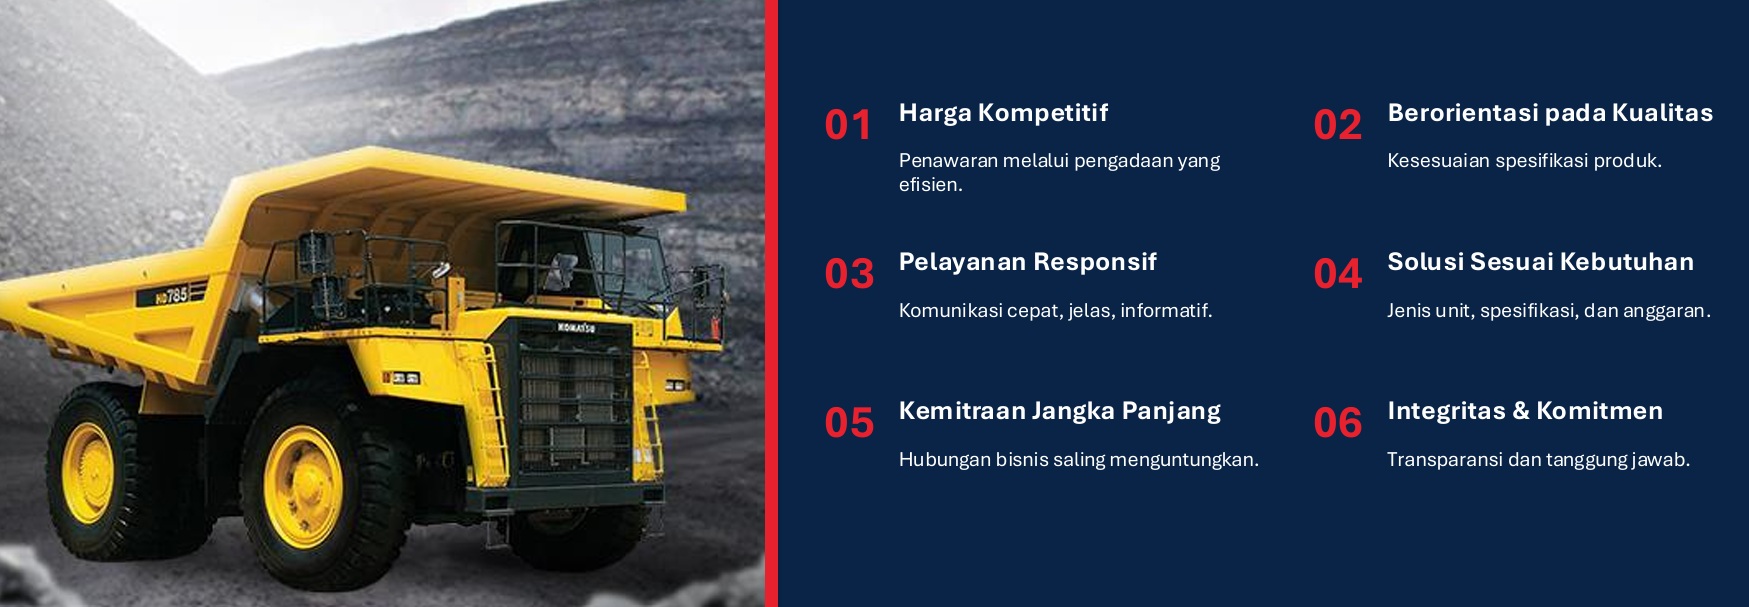 HD785
KOMATSU
01
Harga Kompetitif
Penawaran melalui pengadaan yang
efisien.
02
Berorientasi pada Kualitas
Kesesuaian spesifikasi produk.
03
Pelayanan Responsif
Komunikasi cepat, jelas, informatif.
04
Solusi Sesuai Kebutuhan
Jenis unit, spesifikasi, dan anggaran.
05
Kemitraan Jangka Panjang
Hubungan bisnis saling menguntungkan.
06
Integritas & Komitmen
Transparansi dan tanggung jawab.